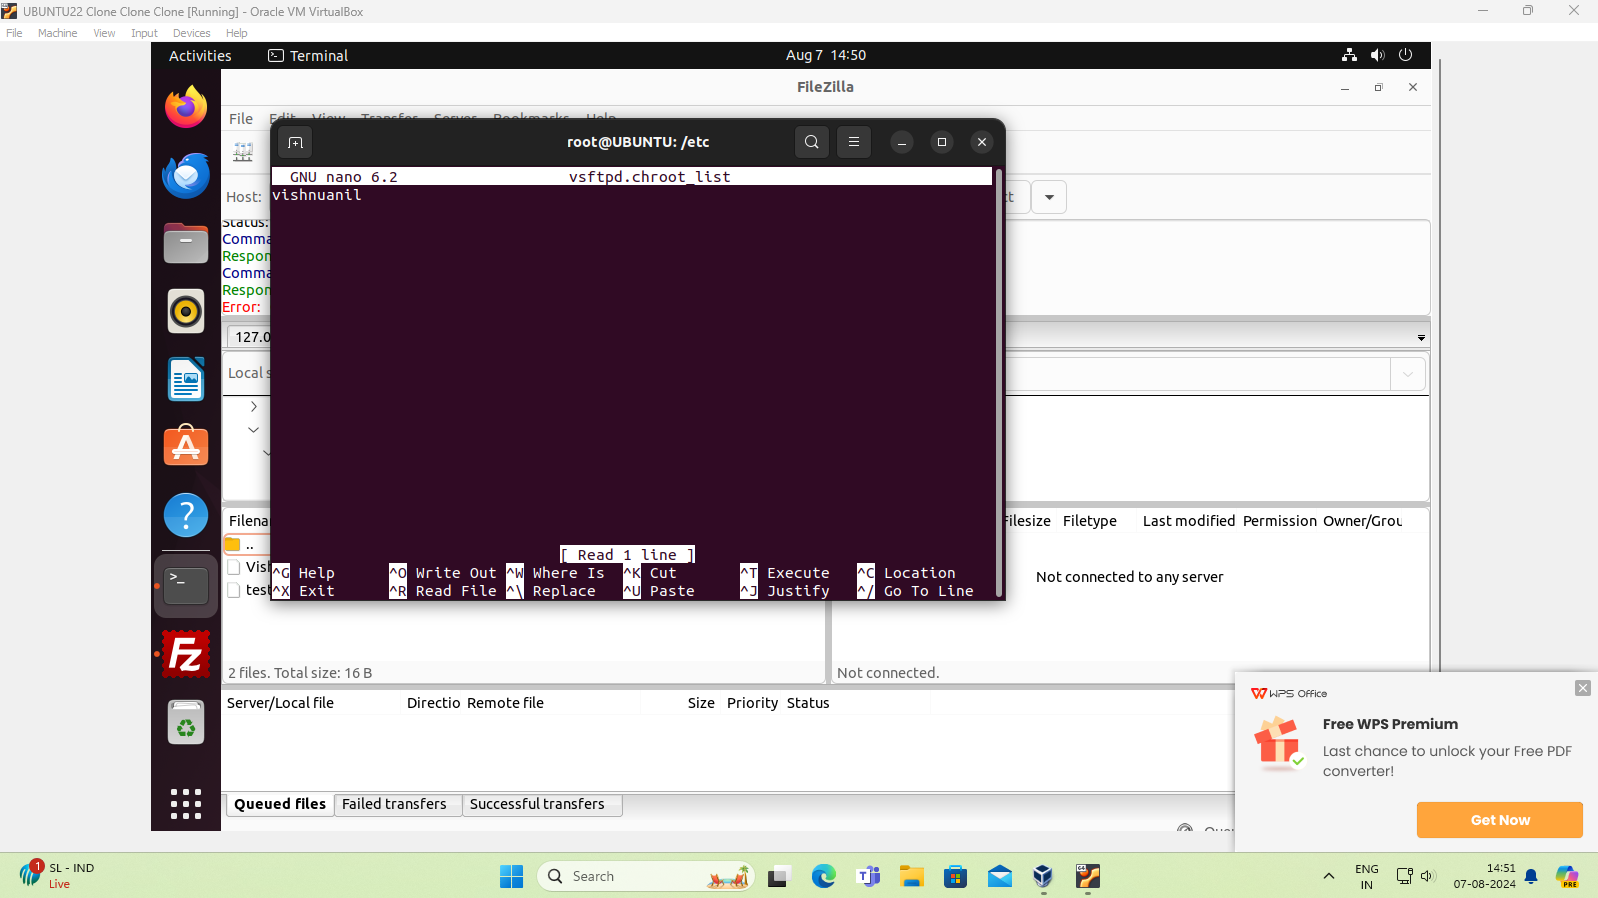 UBUNTU22 Clone Clone Clone [Running] - Oracle VM VirtualBox
File Machine View Input Devices Help
Activities Terminal Aug 7 14:50
FileZilla
File Edit View Transfer Server Bookmarks Help
root@UBUNTU: /etc
GNU nano 6.2 vsftpd.chroot_list
vishnuanil
Host:
Status:
Comma
Respon
Comma
Respon
Error:
127.0
Local s
Filena
..
Vish
test
Filesize Filetype Last modified Permission Owner/Grou
Not connected to any server
[ Read 1 line ]
^G Help ^O Write Out ^W Where Is ^K Cut ^T Execute ^C Location
^X Exit ^R Read File ^\ Replace ^U Paste ^J Justify ^/ Go To Line
2 files. Total size: 16 B
Not connected.
Server/Local file Directio Remote file Size Priority Status
Queued files Failed transfers Successful transfers
WPS Office
Free WPS Premium
Last chance to unlock your Free PDF
converter!
Get Now
1
SL - IND
Live
Search
ENG
IN
14:51
07-08-2024
PRE